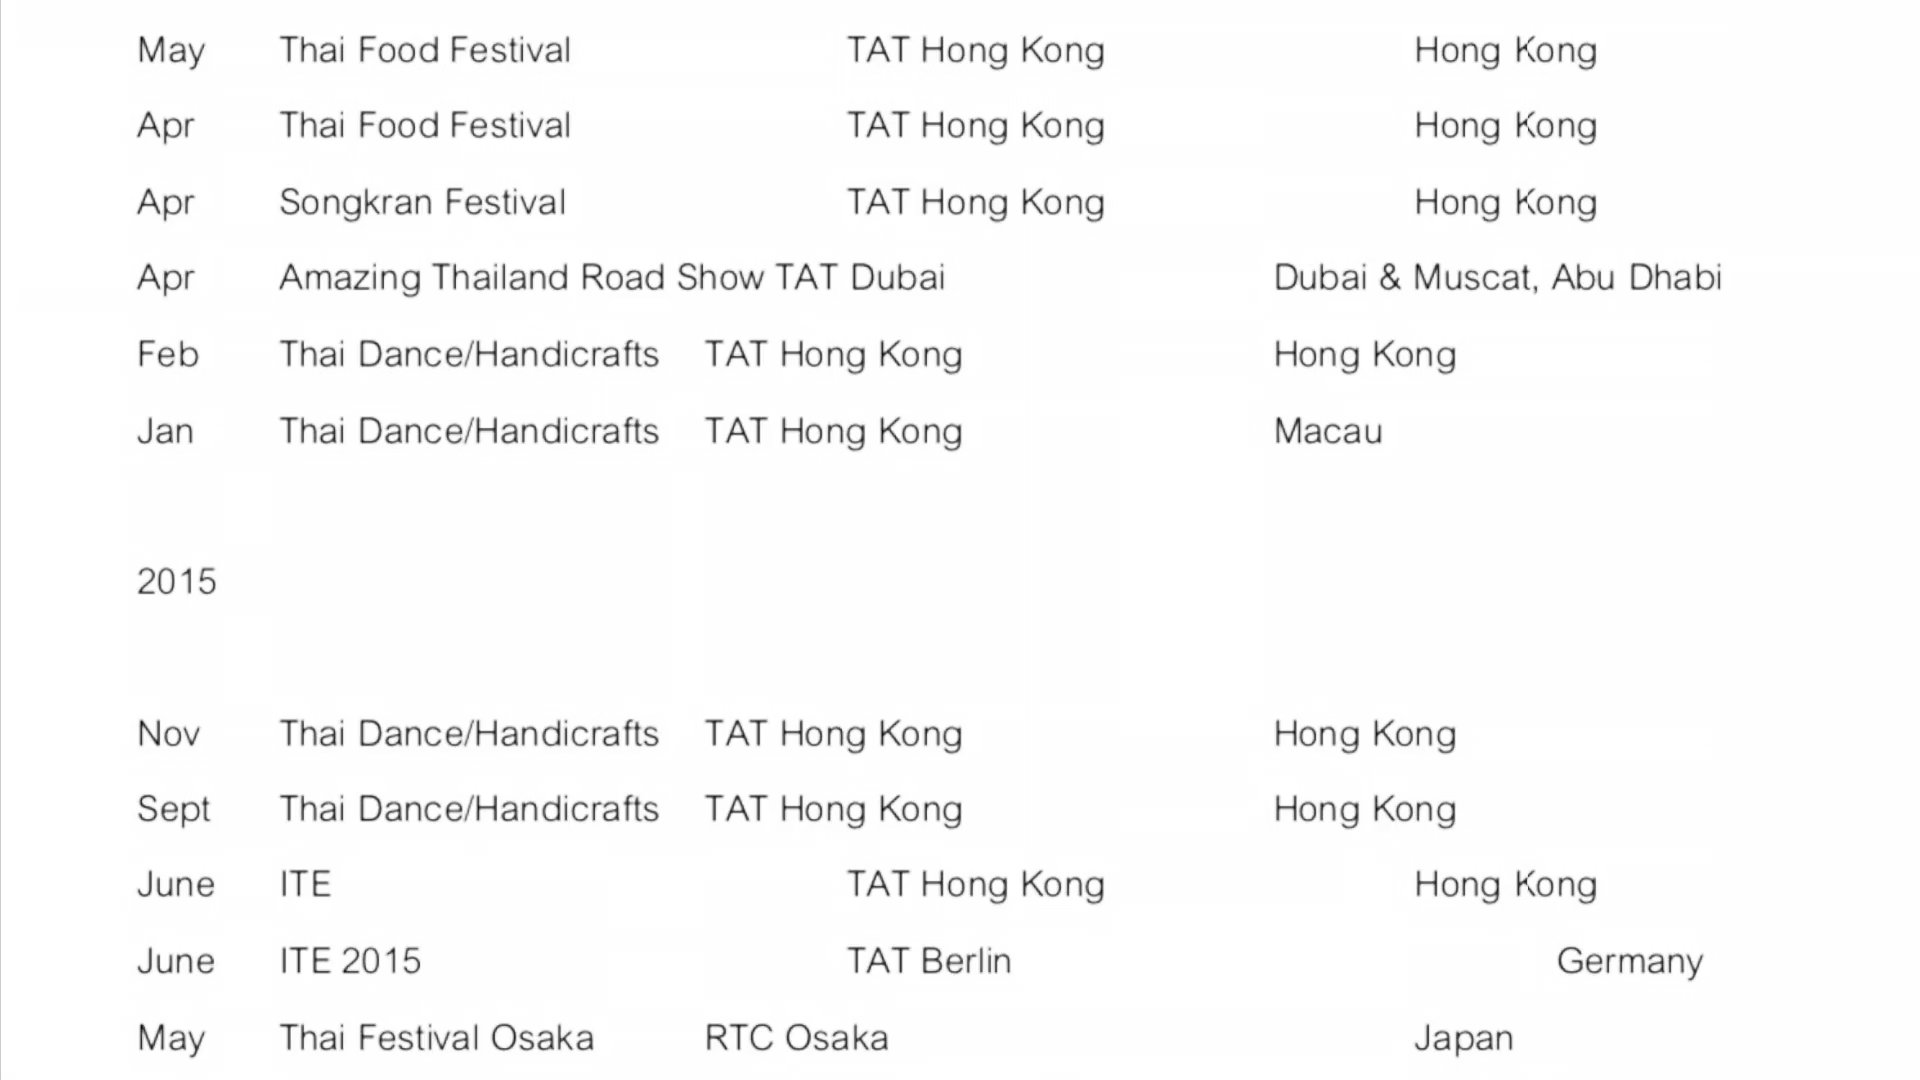 May Thai Food Festival TAT Hong Kong Hong Kong
Apr Thai Food Festival TAT Hong Kong Hong Kong
Apr Songkran Festival TAT Hong Kong Hong Kong
Apr Amazing Thailand Road Show TAT Dubai Dubai & Muscat, Abu Dhabi
Feb Thai Dance/Handicrafts TAT Hong Kong Hong Kong
Jan Thai Dance/Handicrafts TAT Hong Kong Macau
2015
Nov Thai Dance/Handicrafts TAT Hong Kong Hong Kong
Sept Thai Dance/Handicrafts TAT Hong Kong Hong Kong
June ITE TAT Hong Kong Hong Kong
June ITE 2015 TAT Berlin Germany
May Thai Festival Osaka RTC Osaka Japan